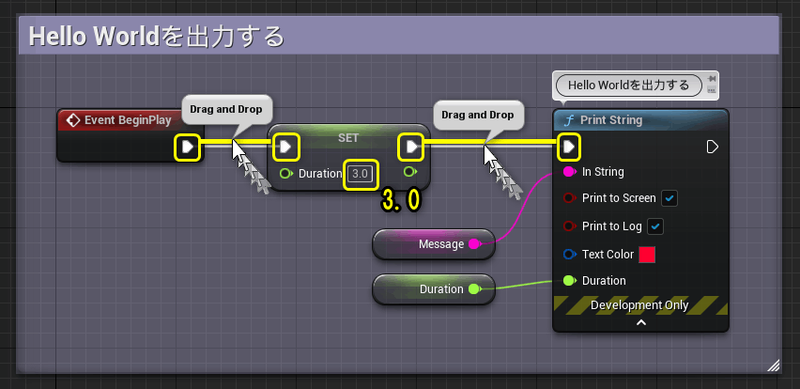 Hello Worldを出力する
Hello Worldを出力する
Drag and Drop
Drag and Drop
Event BeginPlay
SET
Print String
Duration 3.0
3.0
In String
Print to Screen
Print to Log
Message
Text Color
Duration
Duration
Development Only